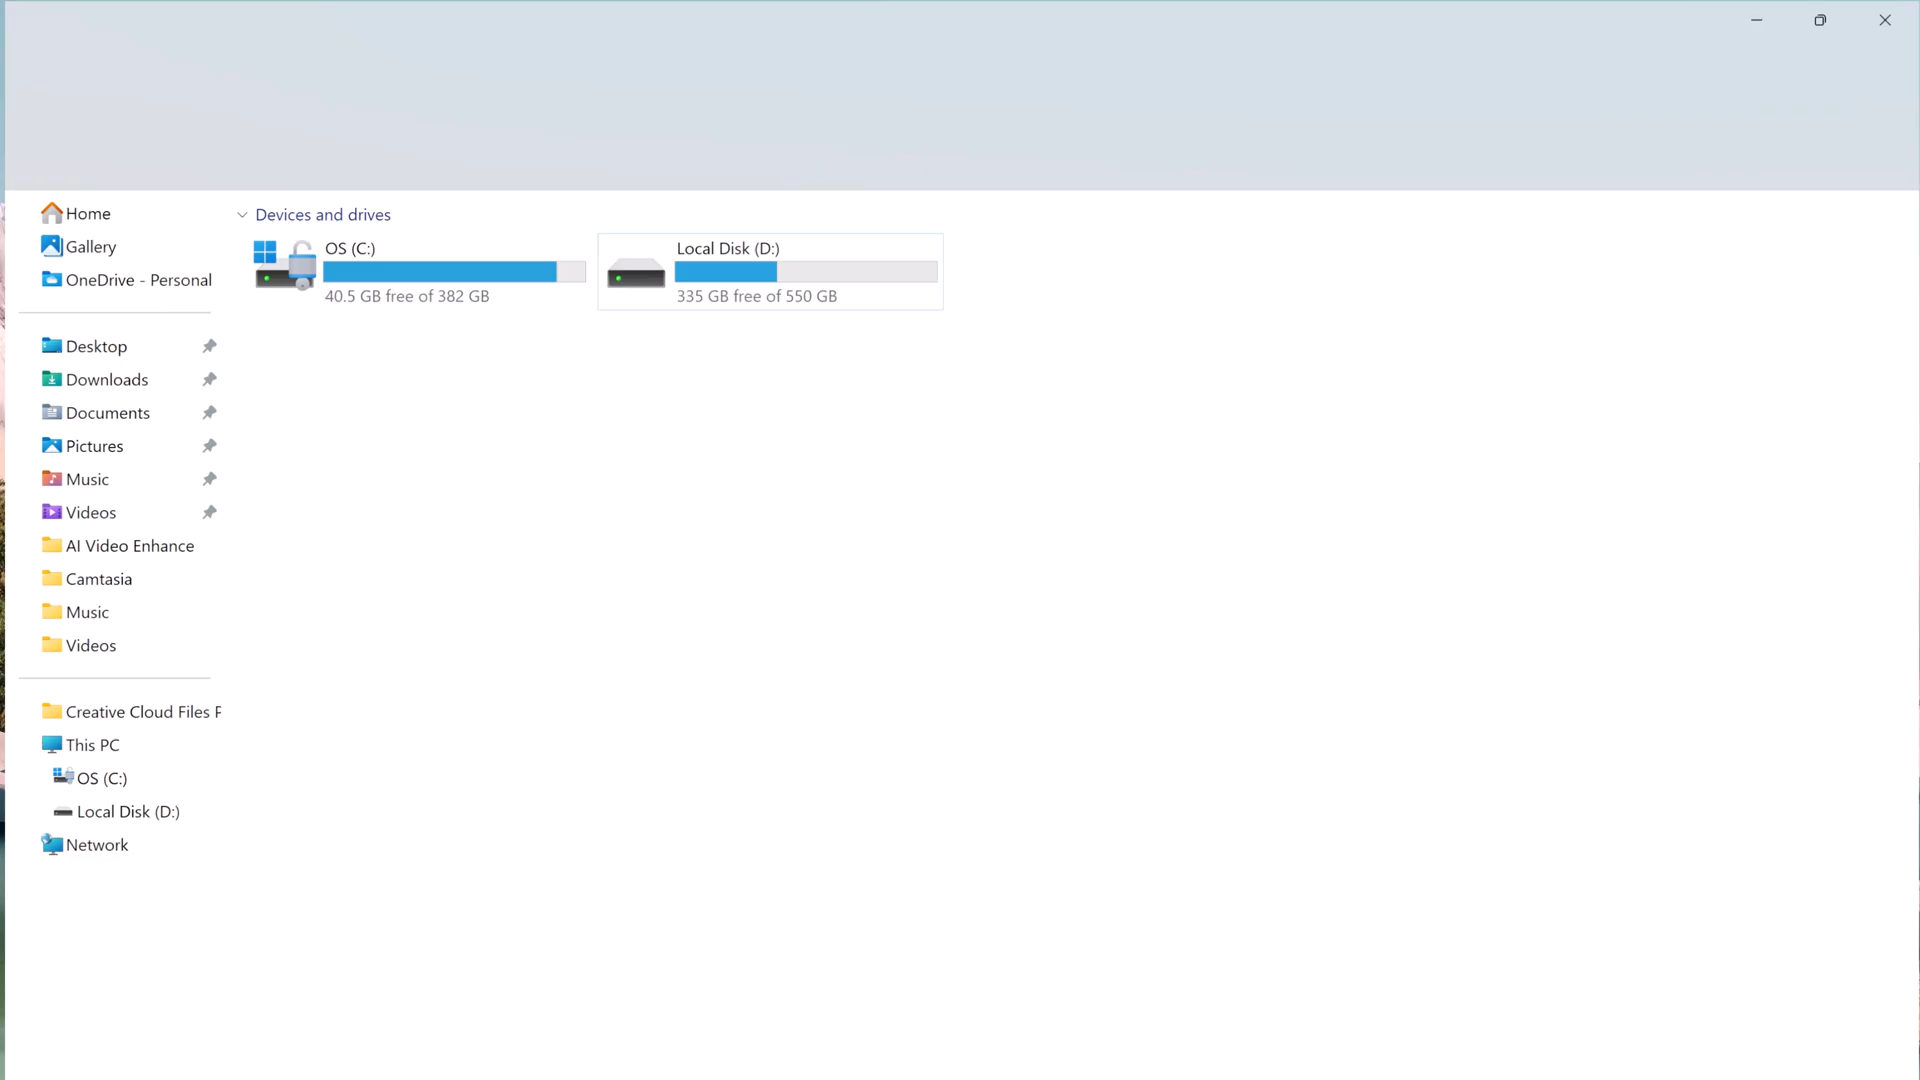 Home
Gallery
OneDrive - Personal
Desktop
Downloads
Documents
Pictures
Music
Videos
AI Video Enhance
Camtasia
Music
Videos
Creative Cloud Files
This PC
OS (C:)
Local Disk (D:)
Network
Devices and drives
OS (C:)
40.5 GB free of 382 GB
Local Disk (D:)
335 GB free of 550 GB